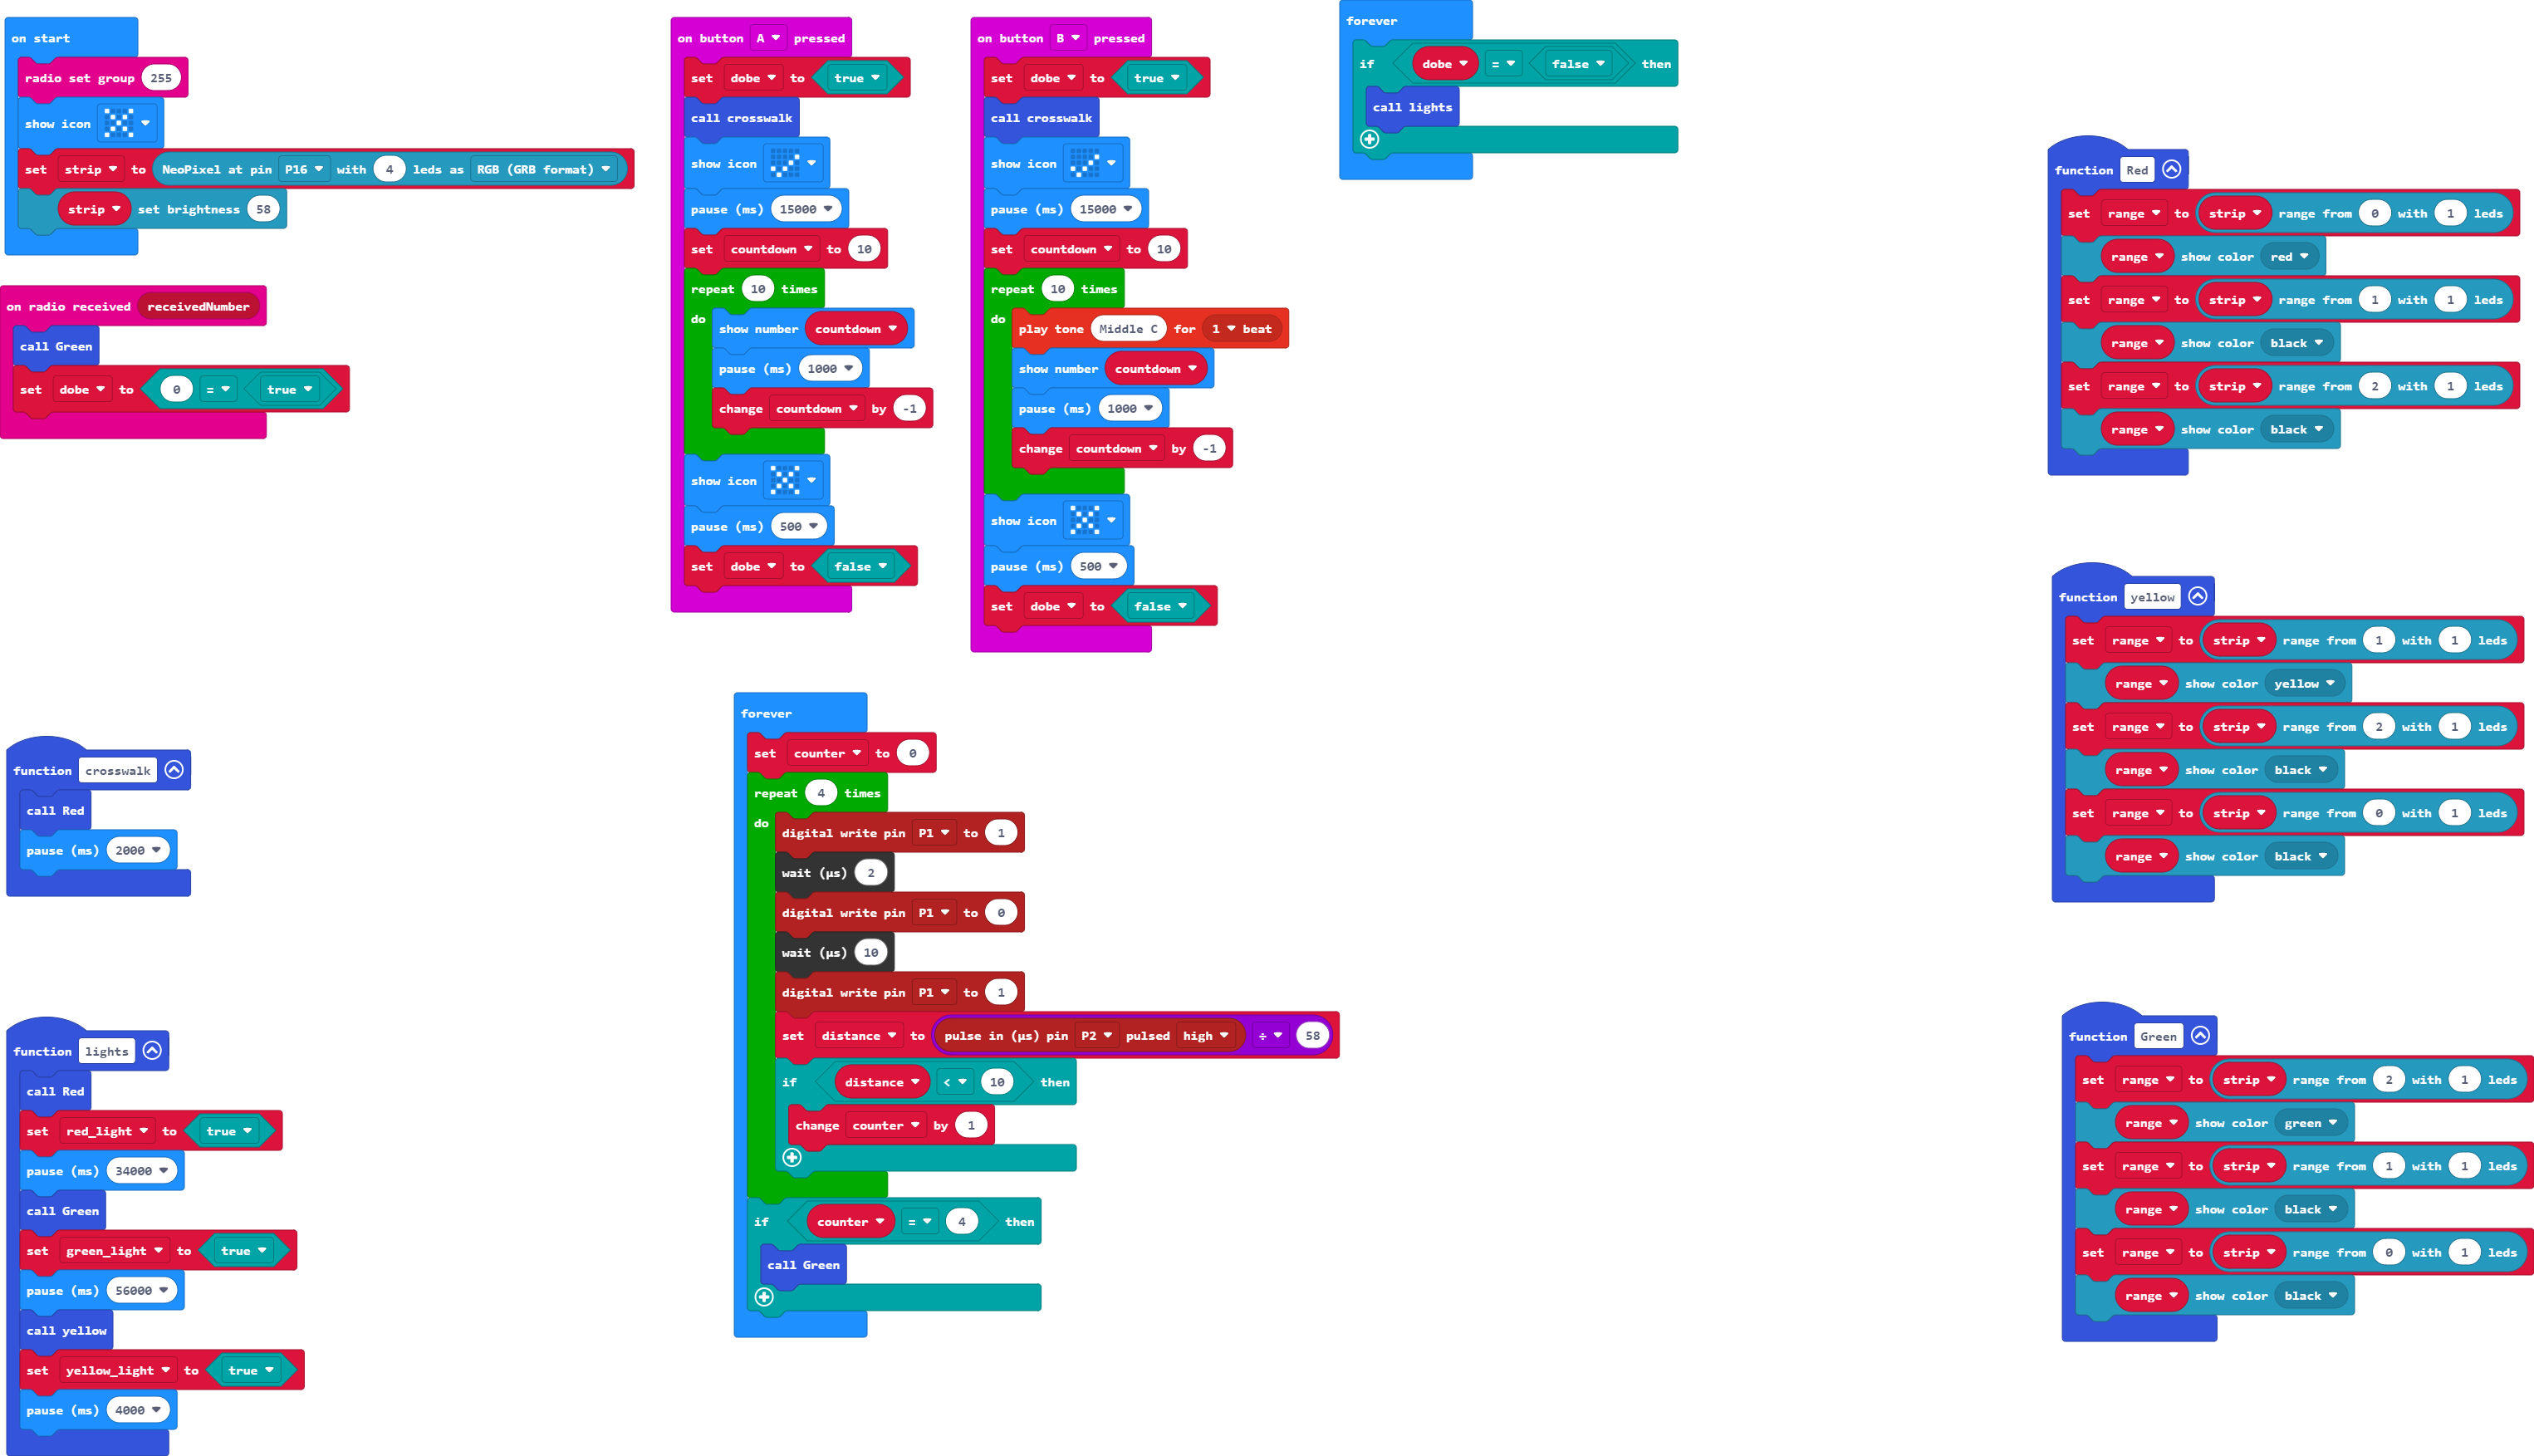 on start
radio set group 255
show icon
set strip to NeoPixel at pin P16 with 4 leds as RGB (GRB format)
strip set brightness 58
on radio received receivedNumber
call Green
set dobe to 0 = true
function crosswalk
call Red
pause (ms) 2000
function lights
call Red
set red_light to true
pause (ms) 34000
call Green
set green_light to true
pause (ms) 56000
call yellow
set yellow_light to true
pause (ms) 4000
on button A pressed
set dobe to true
call crosswalk
show icon
pause (ms) 15000
set countdown to 10
repeat 10 times
do show number countdown
pause (ms) 1000
change countdown by -1
show icon
pause (ms) 500
set dobe to false
on button B pressed
set dobe to true
call crosswalk
show icon
pause (ms) 15000
set countdown to 10
repeat 10 times
do play tone Middle C for 1 beat
show number countdown
pause (ms) 1000
change countdown by -1
show icon
pause (ms) 500
set dobe to false
forever
if dobe = false then
call lights
forever
set counter to 0
repeat 4 times
do digital write pin P1 to 1
wait (µs) 2
digital write pin P1 to 0
wait (µs) 10
digital write pin P1 to 1
set distance to pulse in (µs) pin P2 pulsed high ÷ 58
if distance < 10 then
change counter by 1
if counter = 4 then
call Green
function Red
set range to strip range from 0 with 1 leds
range show color red
set range to strip range from 1 with 1 leds
range show color black
set range to strip range from 2 with 1 leds
range show color black
function yellow
set range to strip range from 1 with 1 leds
range show color yellow
set range to strip range from 2 with 1 leds
range show color black
set range to strip range from 0 with 1 leds
range show color black
function Green
set range to strip range from 2 with 1 leds
range show color green
set range to strip range from 1 with 1 leds
range show color black
set range to strip range from 0 with 1 leds
range show color black